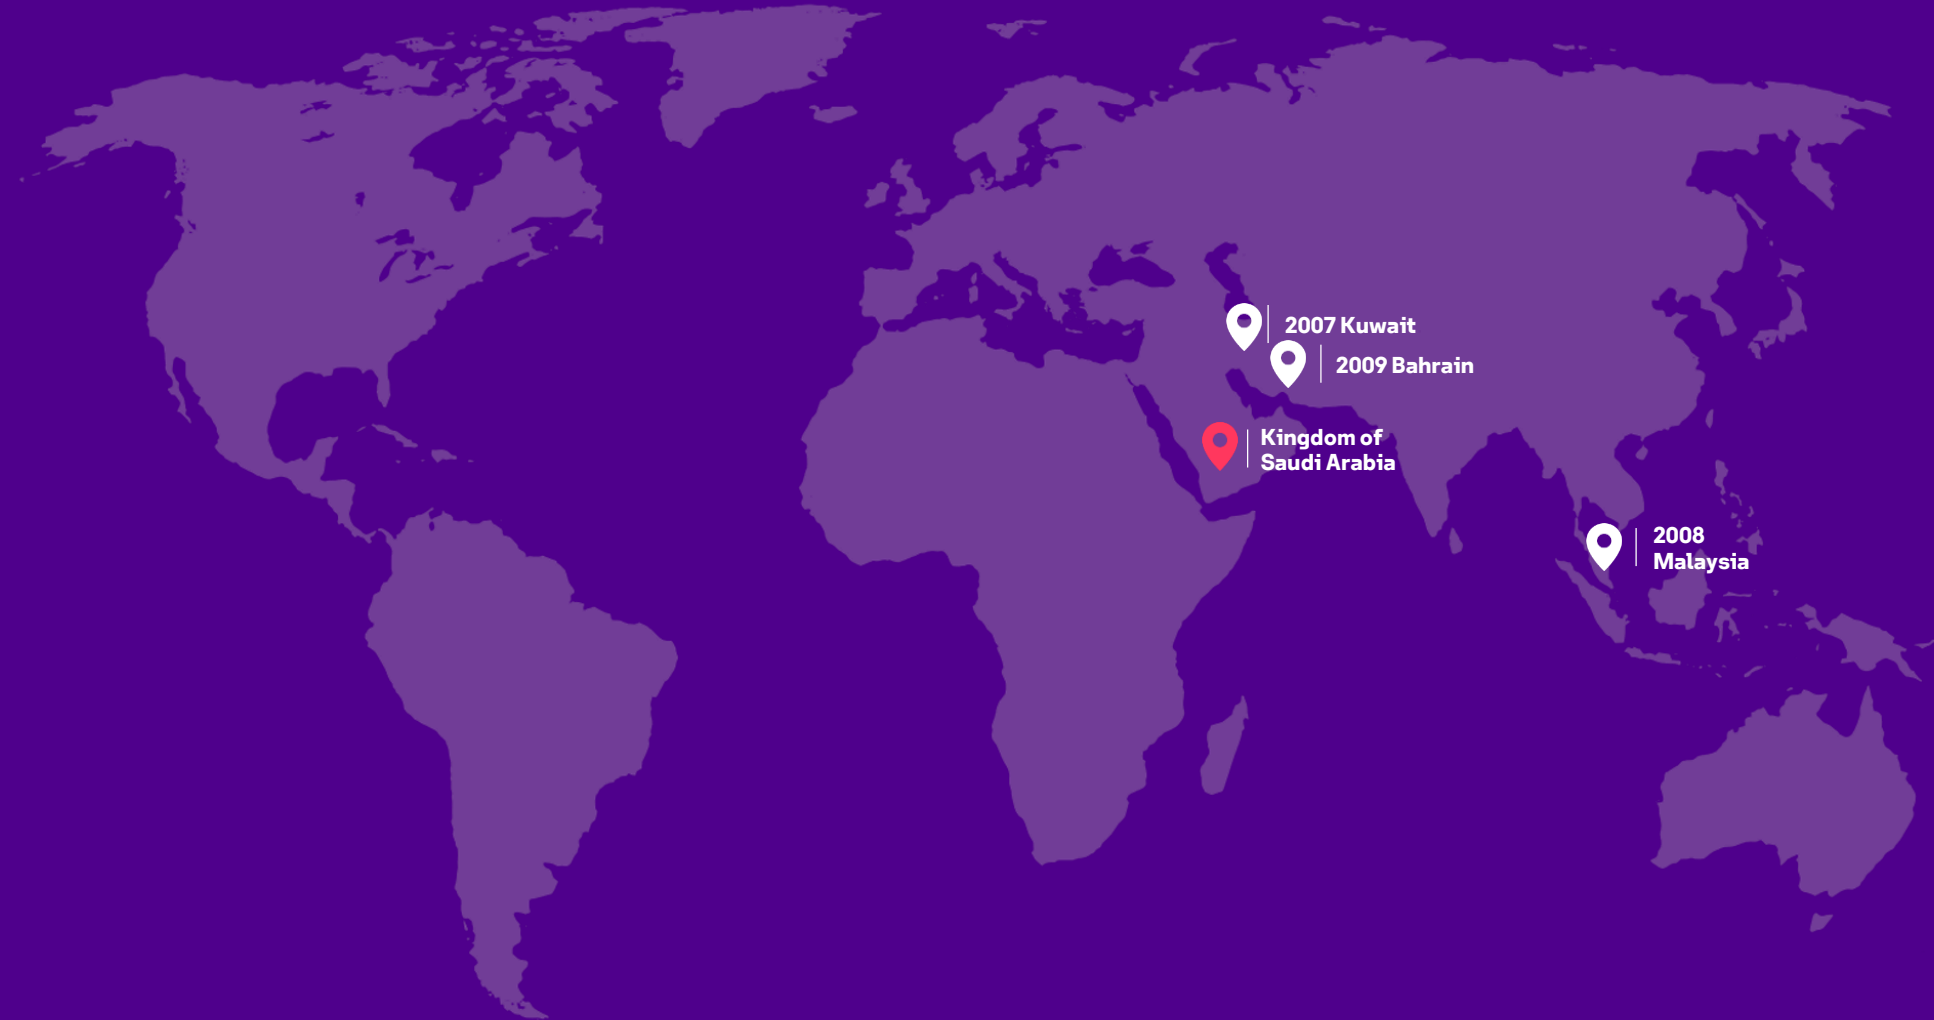 2007 Kuwait
2009 Bahrain
Kingdom of
Saudi Arabia
2008
Malaysia